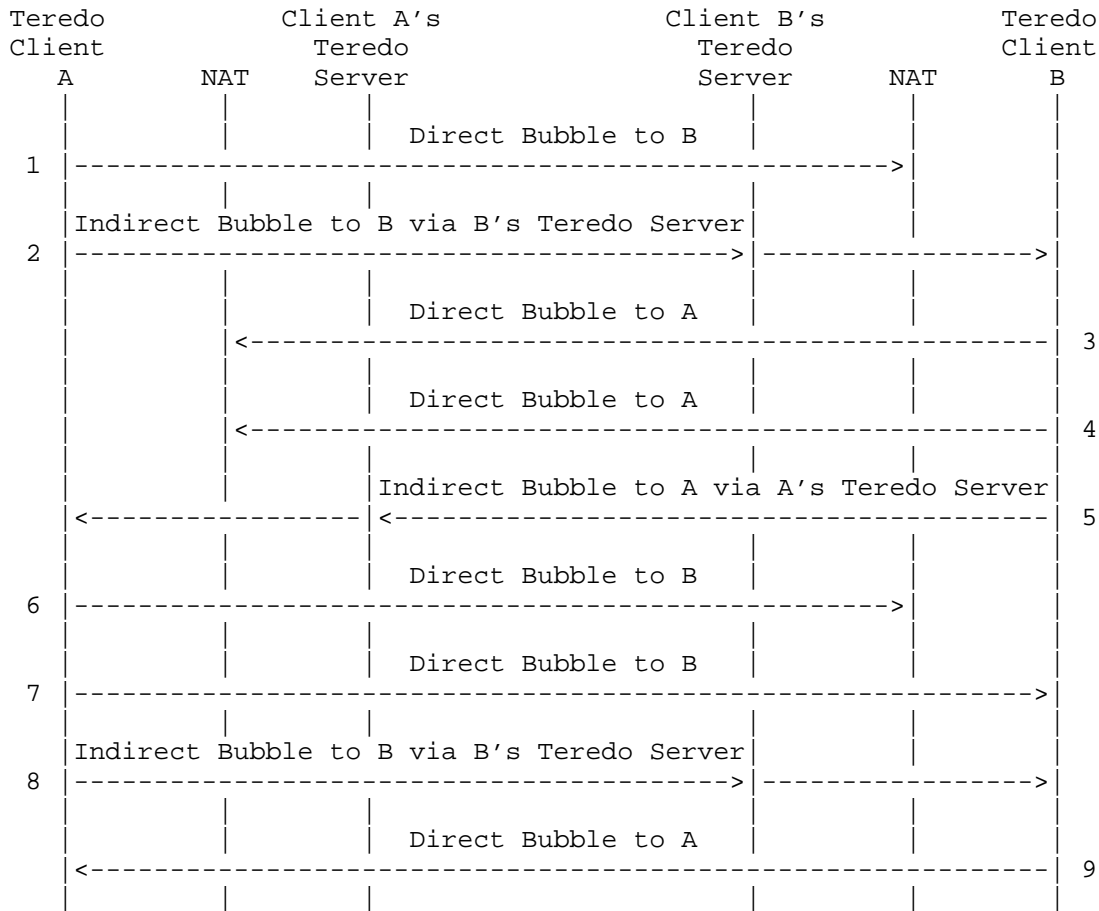 Teredo Client A's Client B's Teredo
Client Teredo Teredo Client
A NAT Server Server NAT B
Direct Bubble to B
1
Indirect Bubble to B via B's Teredo Server
2
Direct Bubble to A
3
Direct Bubble to A
4
Indirect Bubble to A via A's Teredo Server
5
Direct Bubble to B
6
Direct Bubble to B
7
Indirect Bubble to B via B's Teredo Server
8
Direct Bubble to A
9